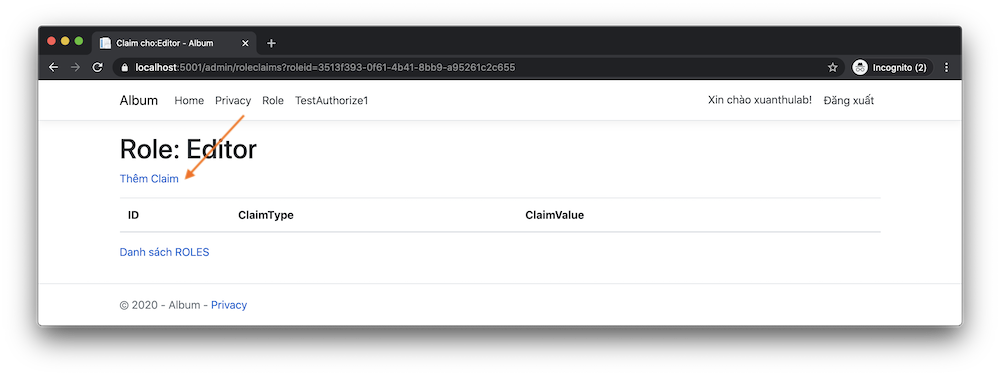 Claim cho:Editor - Album
localhost:5001/admin/roleclaims?roleid=3513f393-0f61-4b41-8bb9-a95261c2c655
Incognito (2)
Album Home Privacy Role TestAuthorize1 Xin chào xuanthulab! Đăng xuất
Role: Editor
Thêm Claim
ID ClaimType ClaimValue
Danh sách ROLES
© 2020 - Album - Privacy